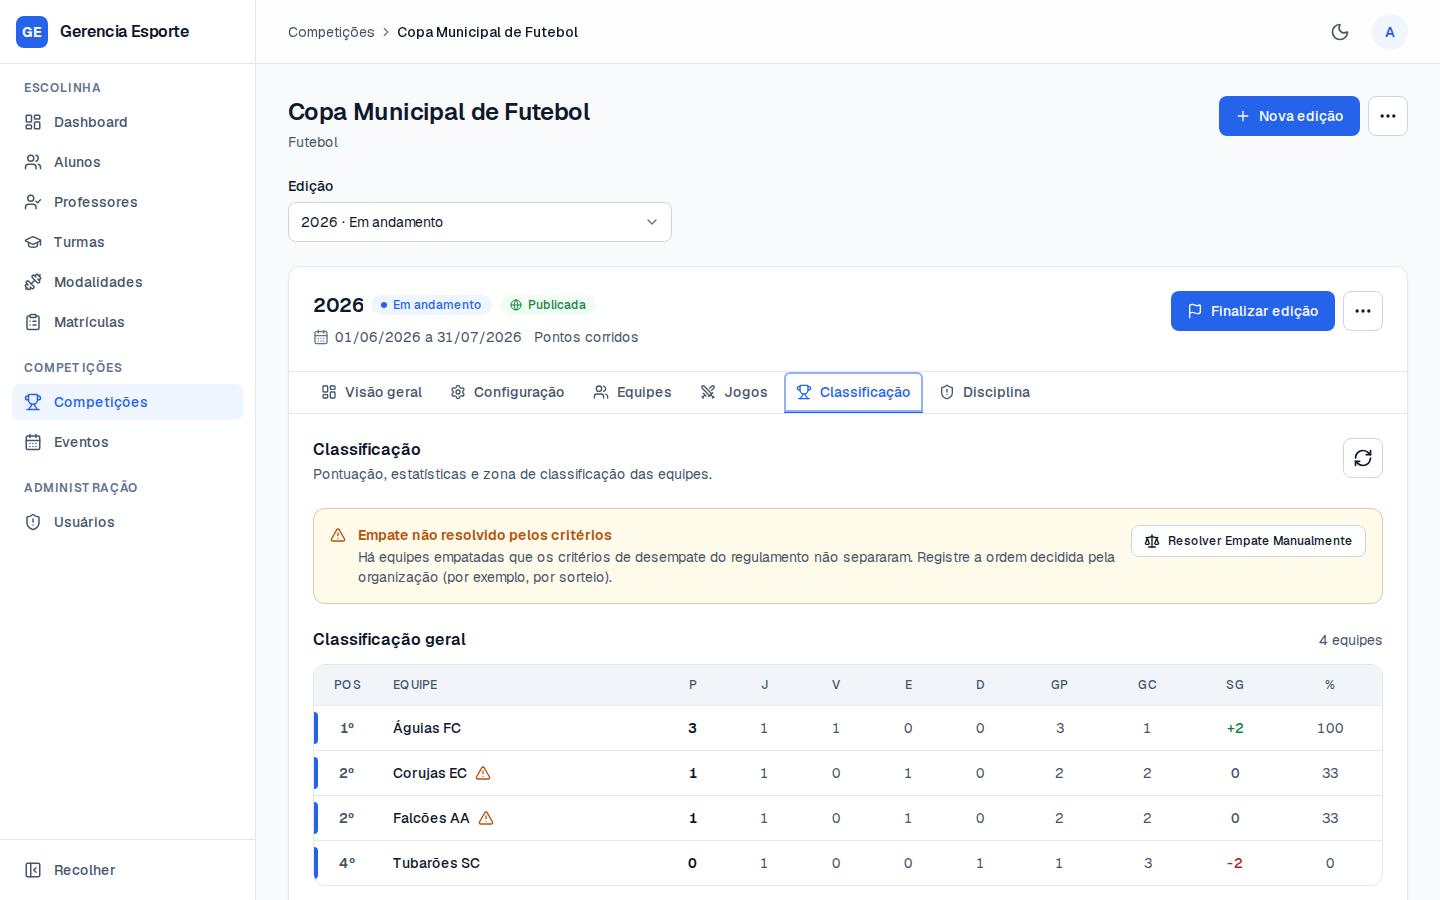 GE Gerencia Esporte
Competições > Copa Municipal de Futebol
A
ESCOLINHA
Dashboard
Alunos
Professores
Turmas
Modalidades
Matrículas
COMPETIÇÕES
Competições
Eventos
ADMINISTRAÇÃO
Usuários
Recolher
Copa Municipal de Futebol
Futebol
Nova edição
Edição
2026 · Em andamento
2026 Em andamento Publicada
01/06/2026 a 31/07/2026 Pontos corridos
Finalizar edição
Visão geral Configuração Equipes Jogos Classificação Disciplina
Classificação
Pontuação, estatísticas e zona de classificação das equipes.
Empate não resolvido pelos critérios
Há equipes empatadas que os critérios de desempate do regulamento não separaram. Registre a ordem decidida pela
organização (por exemplo, por sorteio).
Resolver Empate Manualmente
Classificação geral
4 equipes
POS EQUIPE P J V E D GP GC SG %
1º Águias FC 3 1 1 0 0 3 1 +2 100
2º Corujas EC 1 1 0 1 0 2 2 0 33
2º Falcões AA 1 1 0 1 0 2 2 0 33
4º Tubarões SC 0 1 0 0 1 1 3 -2 0